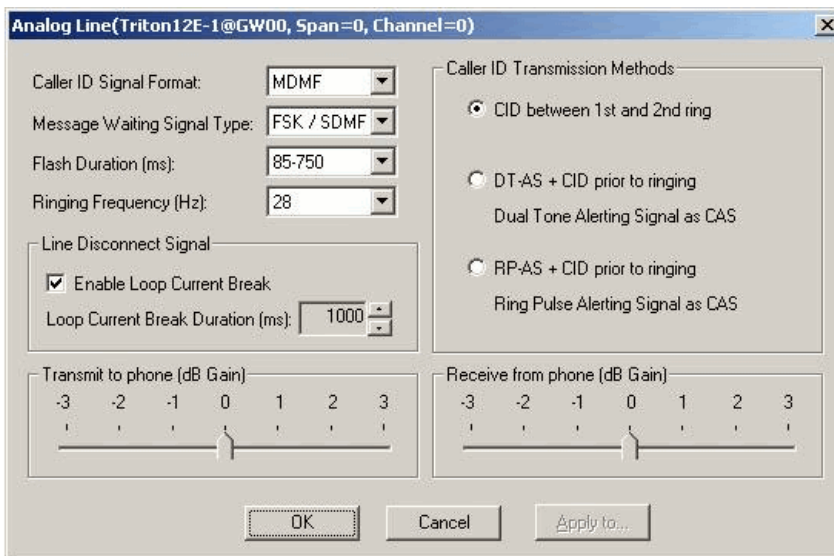 Analog Line(Triton12E-1@GW00, Span=0, Channel=0)
Caller ID Signal Format: MDMF
Message Waiting Signal Type: FSK / SDMF
Flash Duration (ms): 85-750
Ringing Frequency (Hz): 28
Line Disconnect Signal
Enable Loop Current Break
Loop Current Break Duration (ms): 1000
Caller ID Transmission Methods
CID between 1st and 2nd ring
DT-AS + CID prior to ringing
Dual Tone Alerting Signal as CAS
RP-AS + CID prior to ringing
Ring Pulse Alerting Signal as CAS
Transmit to phone (dB Gain)
-3 -2 -1 0 1 2 3
Receive from phone (dB Gain)
-3 -2 -1 0 1 2 3
OK Cancel Apply to...